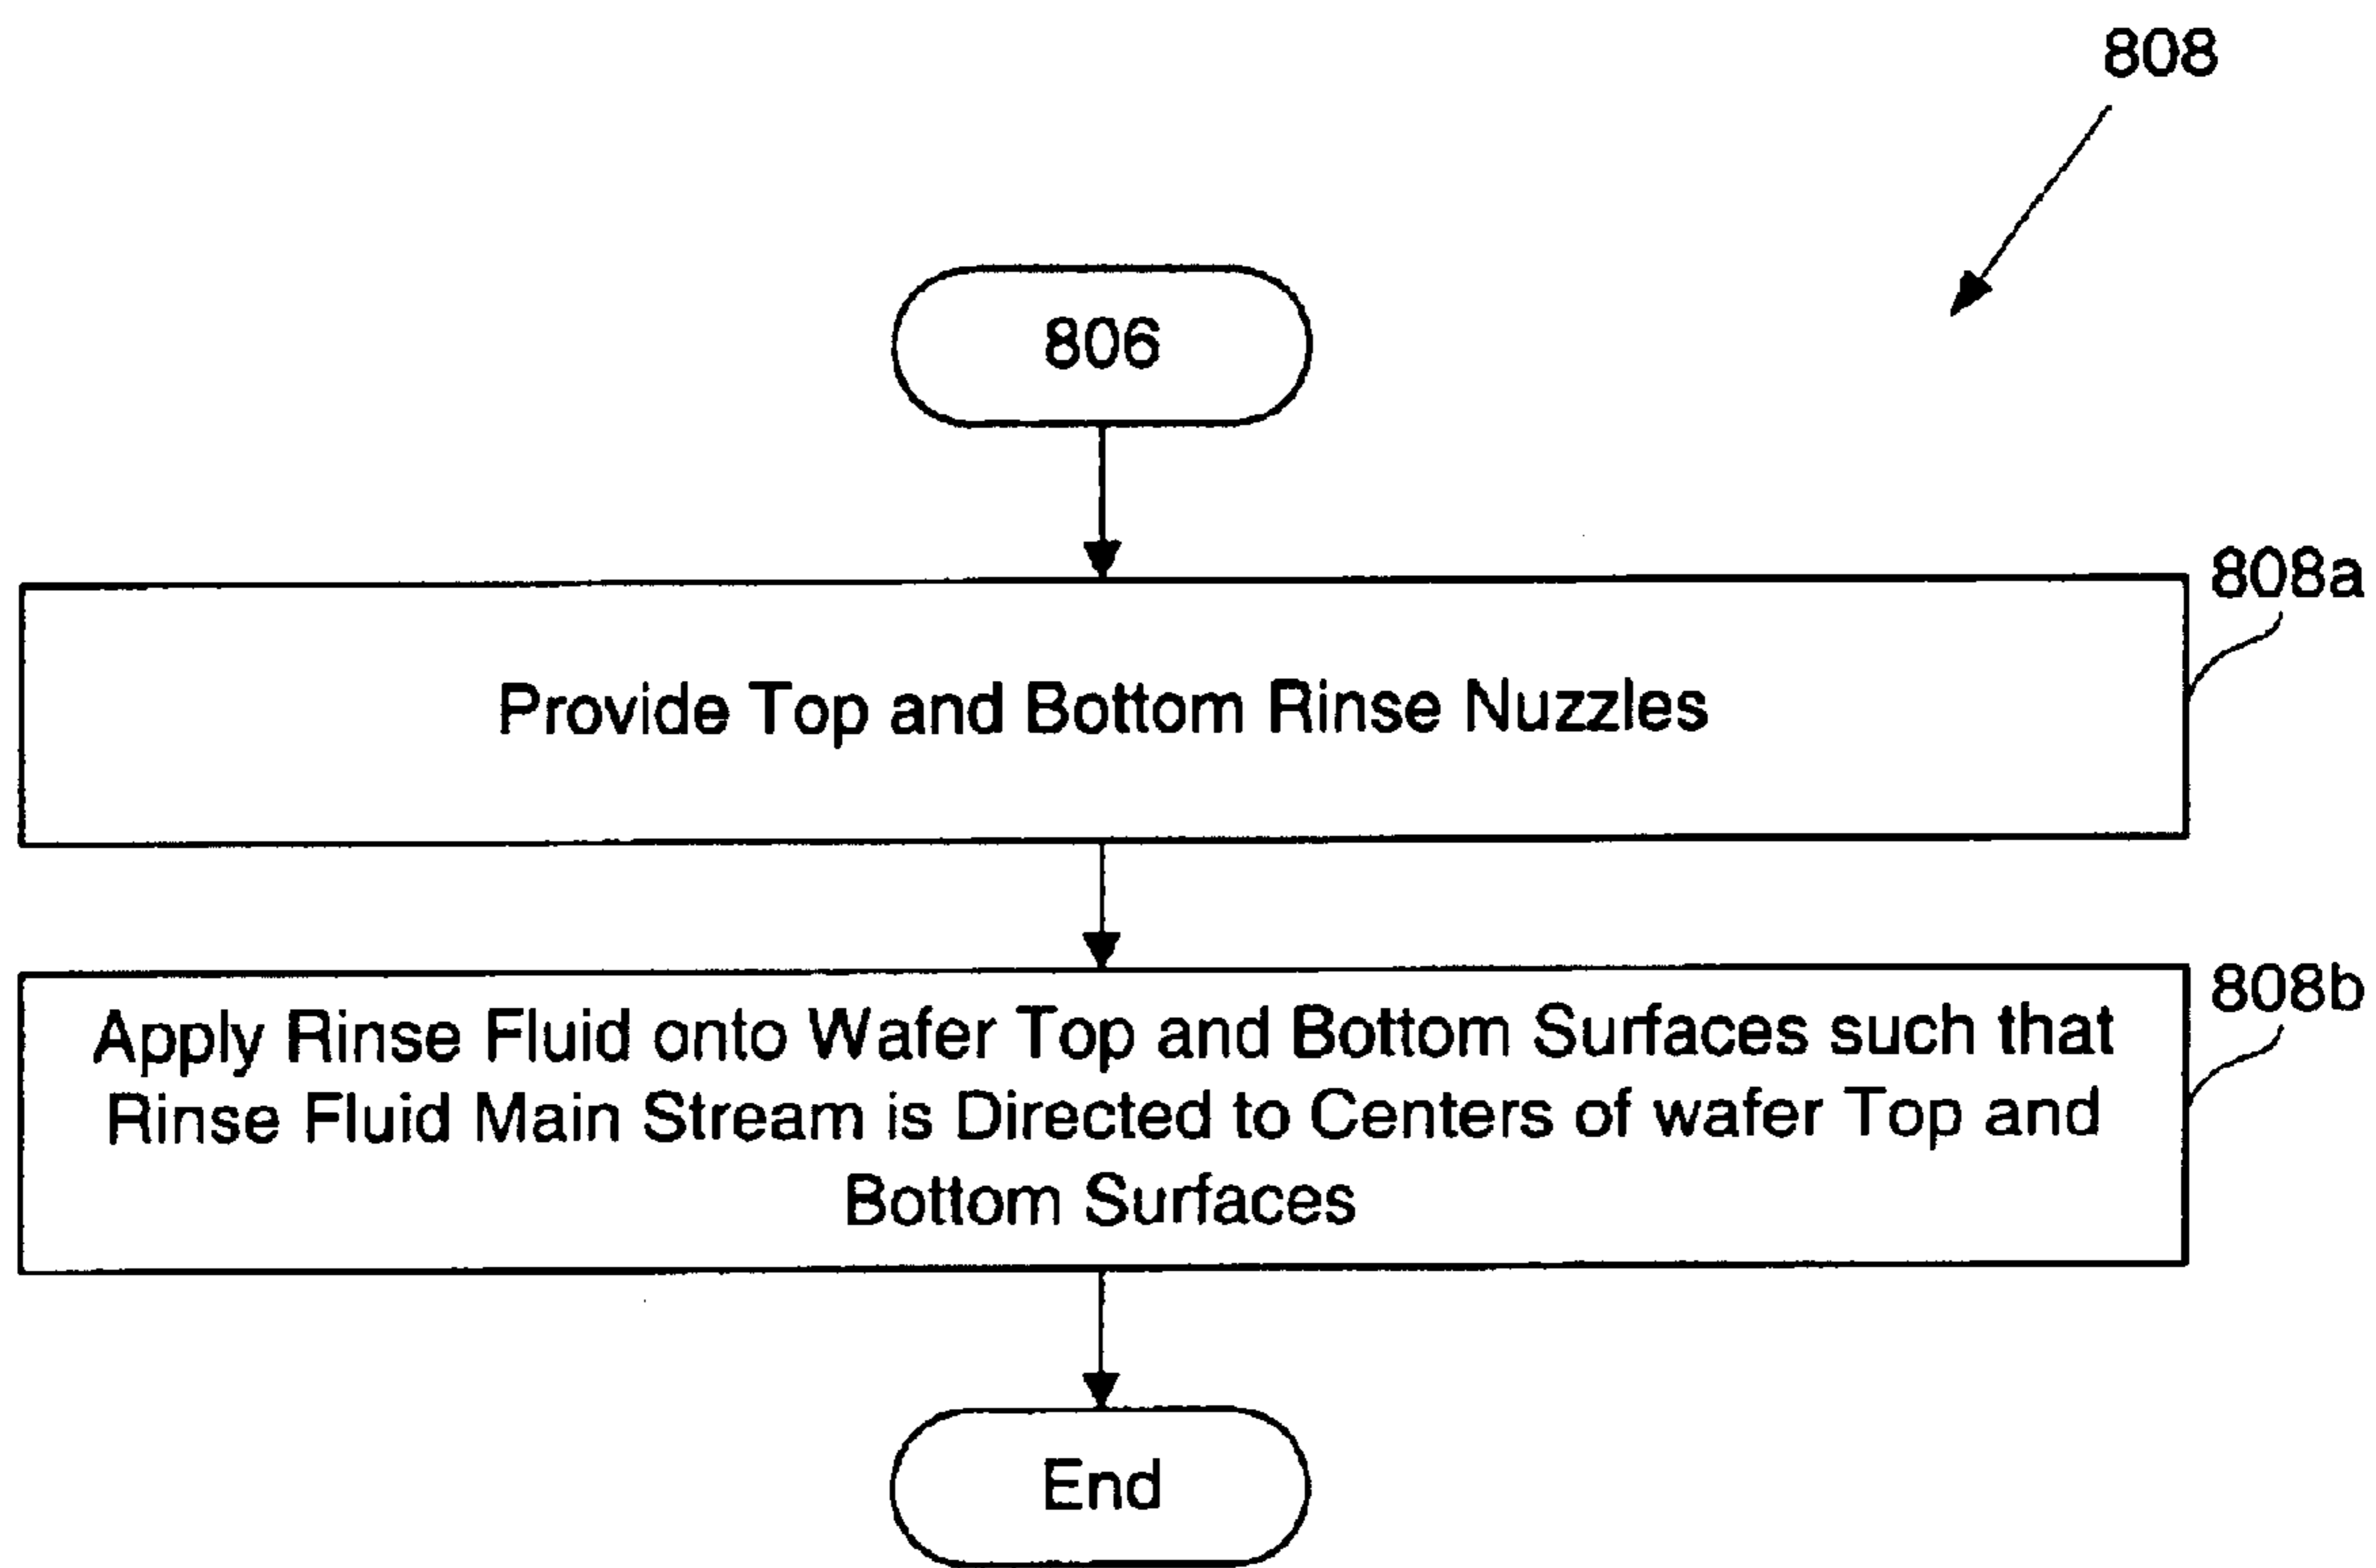 808
806
808a
Provide Top and Bottom Rinse Nuzzles
808b
Apply Rinse Fluid onto Wafer Top and Bottom Surfaces such that
Rinse Fluid Main Stream is Directed to Centers of wafer Top and
Bottom Surfaces
End